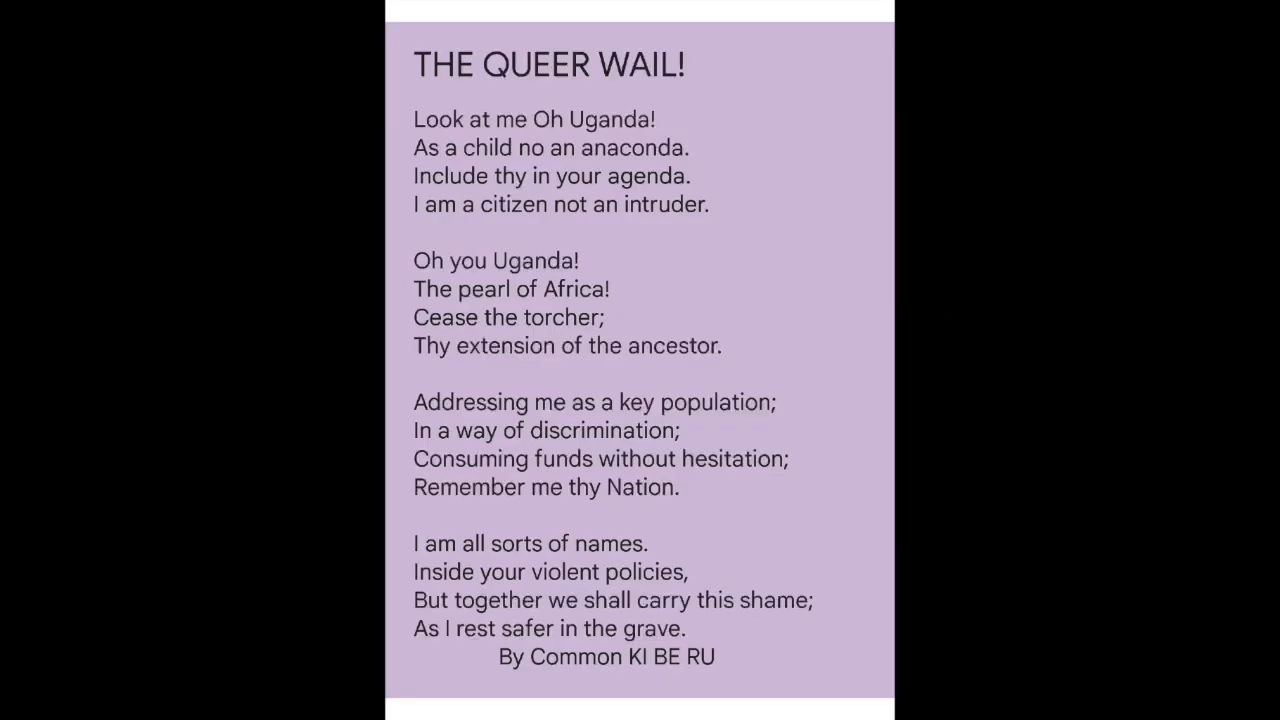 THE QUEER WAIL!
Look at me Oh Uganda!
As a child no an anaconda.
Include thy in your agenda.
I am a citizen not an intruder.
Oh you Uganda!
The pearl of Africa!
Cease the torcher;
Thy extension of the ancestor.
Addressing me as a key population;
In a way of discrimination;
Consuming funds without hesitation;
Remember me thy Nation.
I am all sorts of names.
Inside your violent policies,
But together we shall carry this shame;
As I rest safer in the grave.
By Common KI BE RU